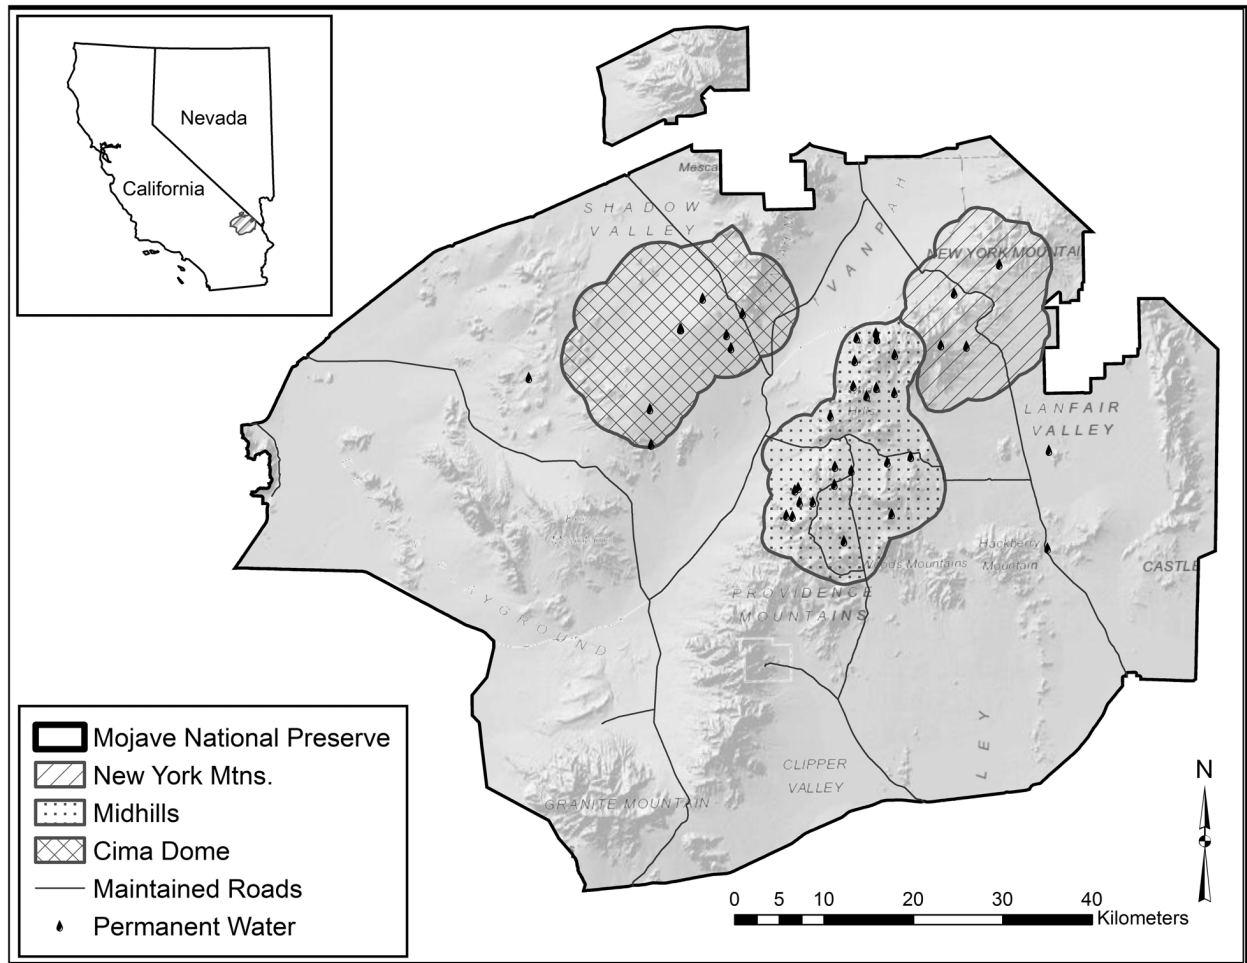 Nevada
California
Mesca
SHADOW
VALLEY
IVANPAH
NEW YORK MOUNTAI
LANFAIR
VALLEY
Hackberry
Mountain
Woods Mountains
CASTLE
PROVIDENCE
MOUNTAINS
YGROUND
CLIPPER
VALLEY
LEY
GRANITE MOUNTAIN
Mojave National Preserve
New York Mtns.
Midhills
Cima Dome
Maintained Roads
Permanent Water
N
0 5 10 20 30 40
Kilometers